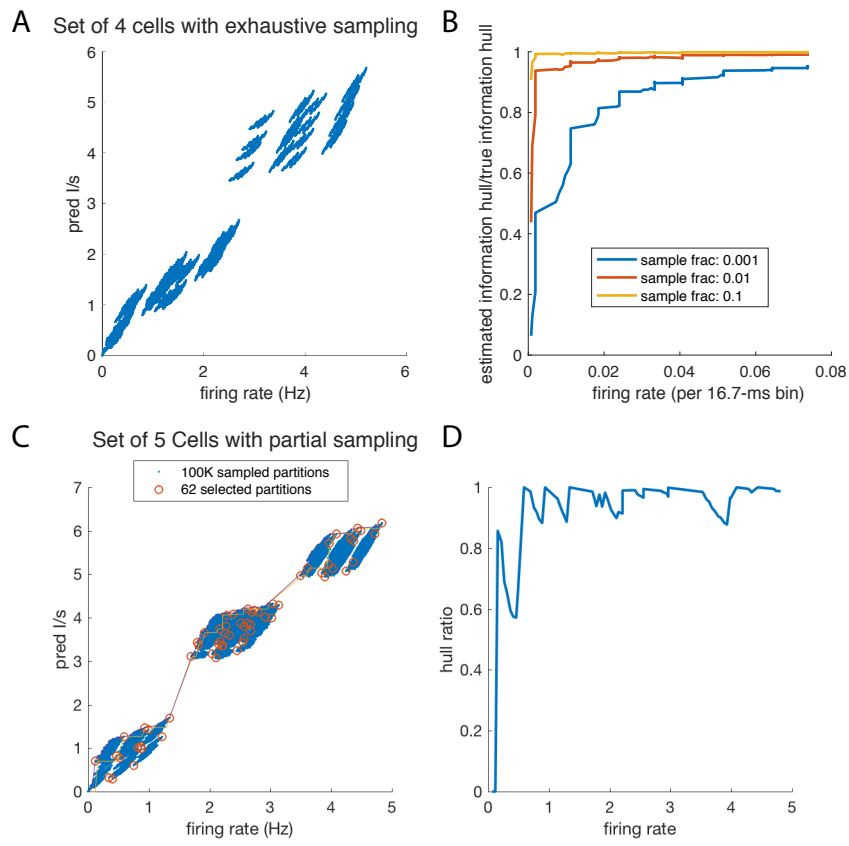 A
Set of 4 cells with exhaustive sampling
6
5
4
3
2
1
0
pred I/s
0
2
4
6
firing rate (Hz)
B
1
0.8
0.6
0.4
0.2
0
estimated information hull/true information hull
sample frac: 0.001
sample frac: 0.01
sample frac: 0.1
0
0.02
0.04
0.06
0.08
firing rate (per 16.7-ms bin)
C
Set of 5 Cells with partial sampling
100K sampled partitions
62 selected partitions
7
6
5
4
3
2
1
0
pred I/s
0
1
2
3
4
5
firing rate (Hz)
D
1
0.8
0.6
0.4
0.2
0
hull ratio
0
1
2
3
4
5
firing rate